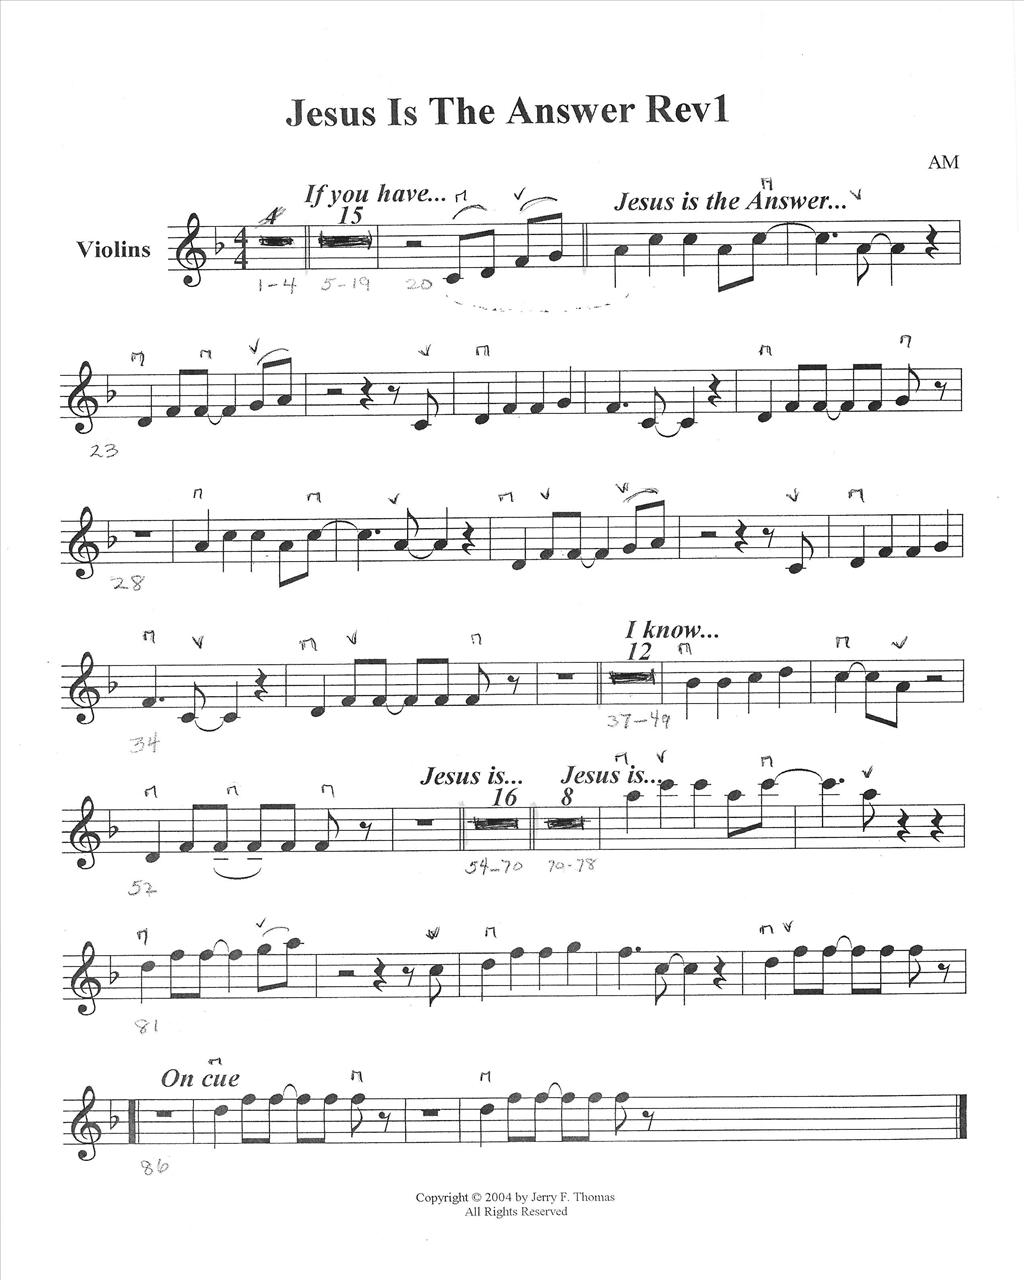 Jesus Is The Answer Rev1
AM
If you have...
Jesus is the Answer...
4
15
Violins
4
4
1-4
5-19
20
23
28
I know...
12
34
37-49
Jesus is...
Jesus is...
16
8
54-70
70-78
52
81
On cue
86
Copyright © 2004 by Jerry F. Thomas
All Rights Reserved